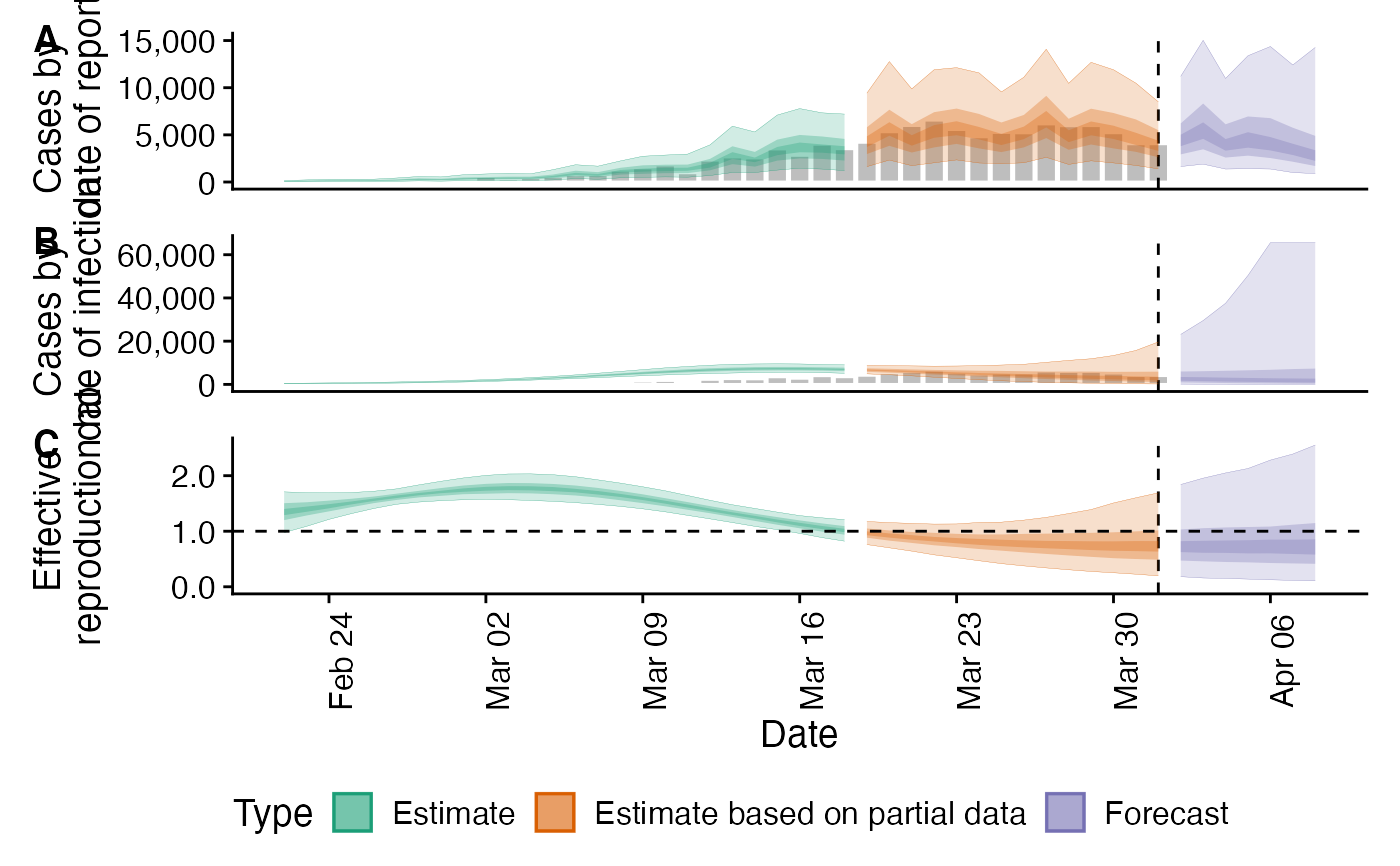 A
Cases by
date of report
15,000
10,000
5,000
0
B
Cases by
date of infection
60,000
40,000
20,000
0
C
Effective
reproduction no.
2.0
1.0
0.0
Feb 24
Mar 02
Mar 09
Mar 16
Mar 23
Mar 30
Apr 06
Date
Type Estimate Estimate based on partial data Forecast